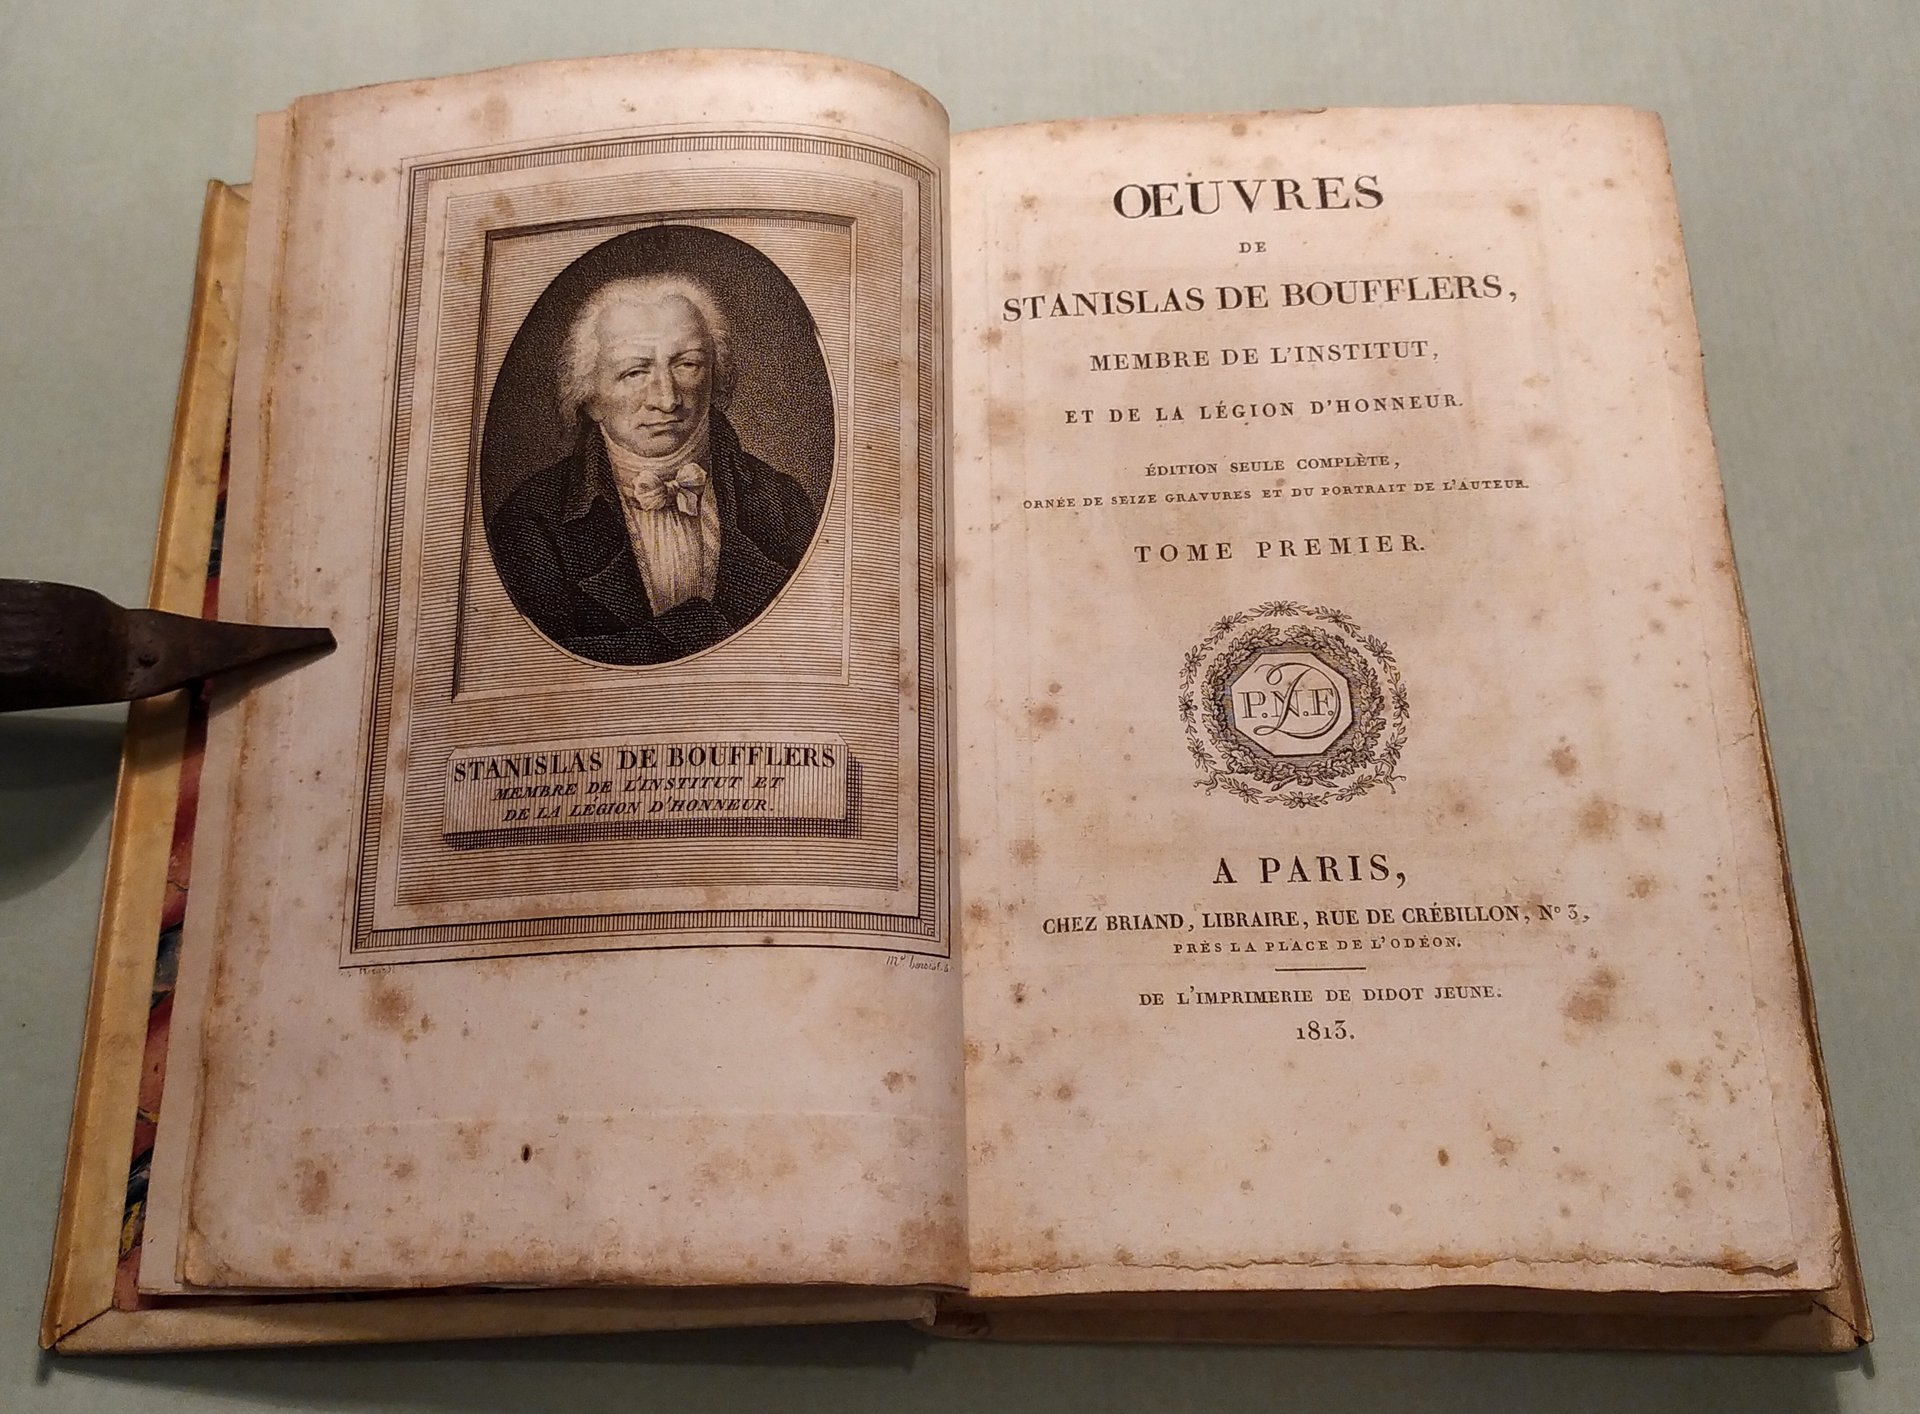 STANISLAS DE BOUFFLERS
MEMBRE DE L'INSTITUT ET
DE LA LÉGION D'HONNEUR.
OEUVRES
DE
STANISLAS DE BOUFFLERS,
MEMBRE DE L'INSTITUT,
ET DE LA LÉGION D'HONNEUR.
ÉDITION SEULE COMPLÈTE,
ORNÉE DE SEIZE GRAVURES ET DU PORTRAIT DE L'AUTEUR.
TOME PREMIER.
P.N.F.
D
A PARIS,
CHEZ BRIAND, LIBRAIRE, RUE DE CRÉBILLON, No 3,
PRÈS LA PLACE DE L'ODÉON.
DE L'IMPRIMERIE DE DIDOT JEUNE.
1813.